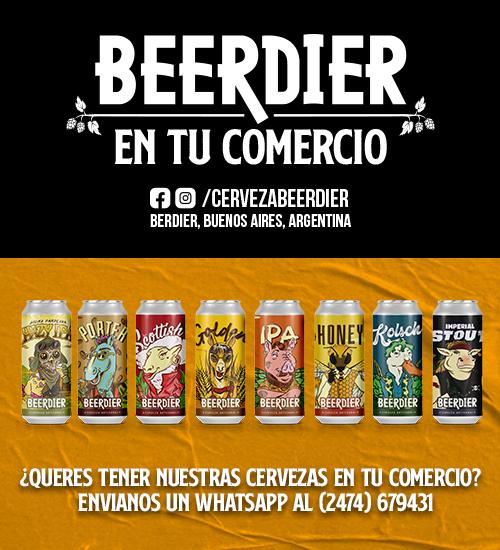 BEERDIER
EN TU COMERCIO
/CERVEZABEERDIER
BERDIER, BUENOS AIRES, ARGENTINA
PORTER
Scottish
Golden
IPA
HONEY
Kolsch
IMPERIAL
STOUT
BEERDIER
BEERDIER
BEERDIER
BEERDIER
BEERDIER
BEERDIER
BEERDIER
BEERDIER
¿QUERES TENER NUESTRAS CERVEZAS EN TU COMERCIO?
ENVIANOS UN WHATSAPP AL (2474) 679431